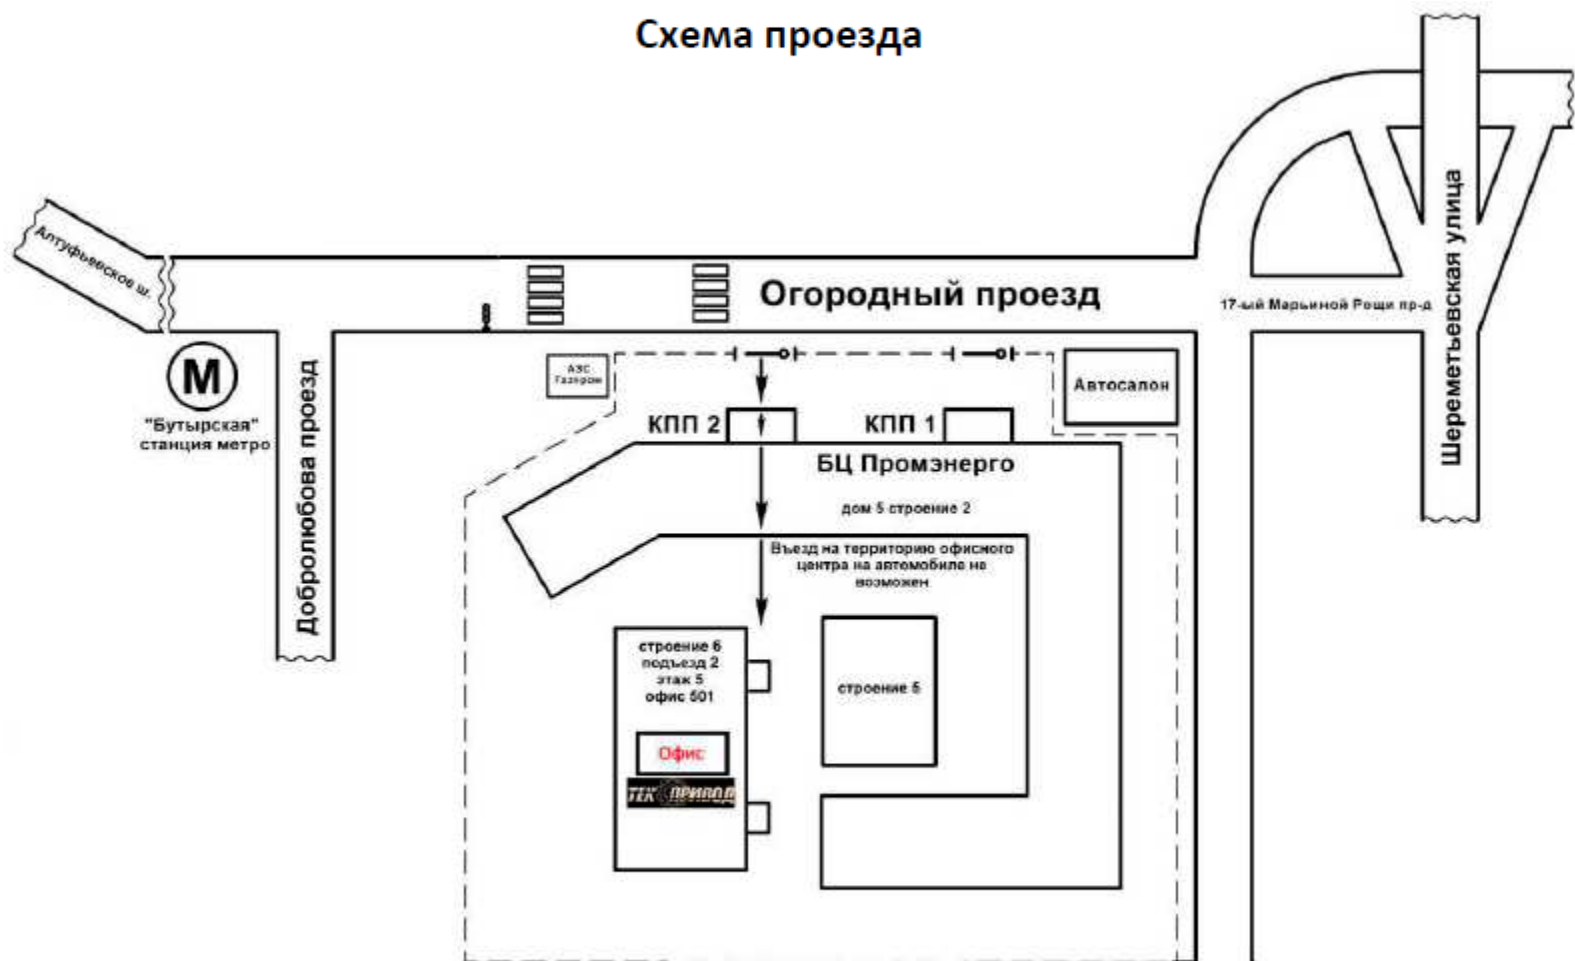 Схема проезда
Алтуфьевское ш.
Огородный проезд
17-ый Марьиной Рощи пр-д
Шереметьевская улица
М
"Бутырская"
станция метро
Добролюбова проезд
АЗС
Газпром
Автосалон
КПП 2
КПП 1
БЦ Промэнерго
дом 5 строение 2
Въезд на территорию офисного
центра на автомобиле не
возможен
строение 6
подъезд 2
этаж 5
офис 501
строение 5
Офис
ТЕК ПРИВОД